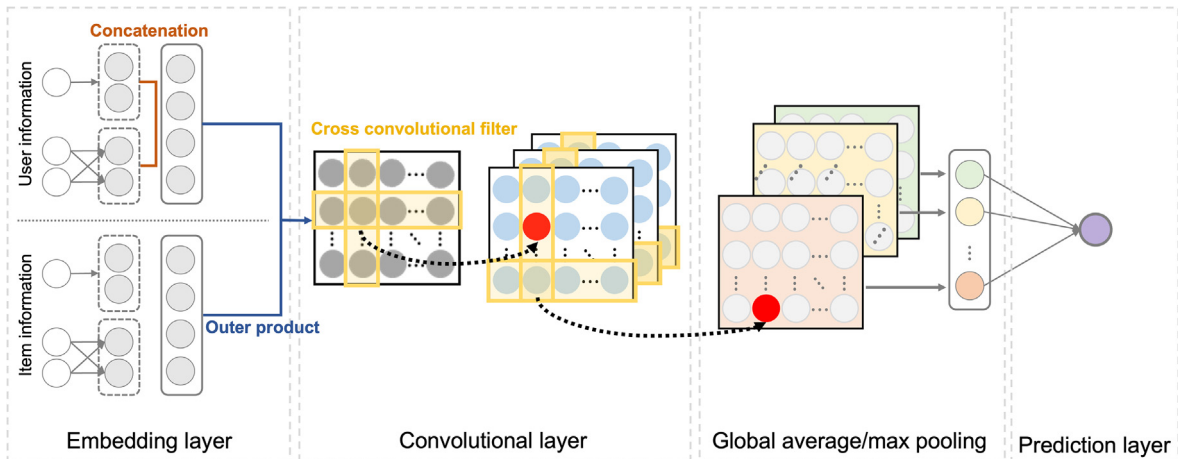 Concatenation
User information
Item information
Outer product
Cross convolutional filter
Embedding layer
Convolutional layer
Global average/max pooling
Prediction layer